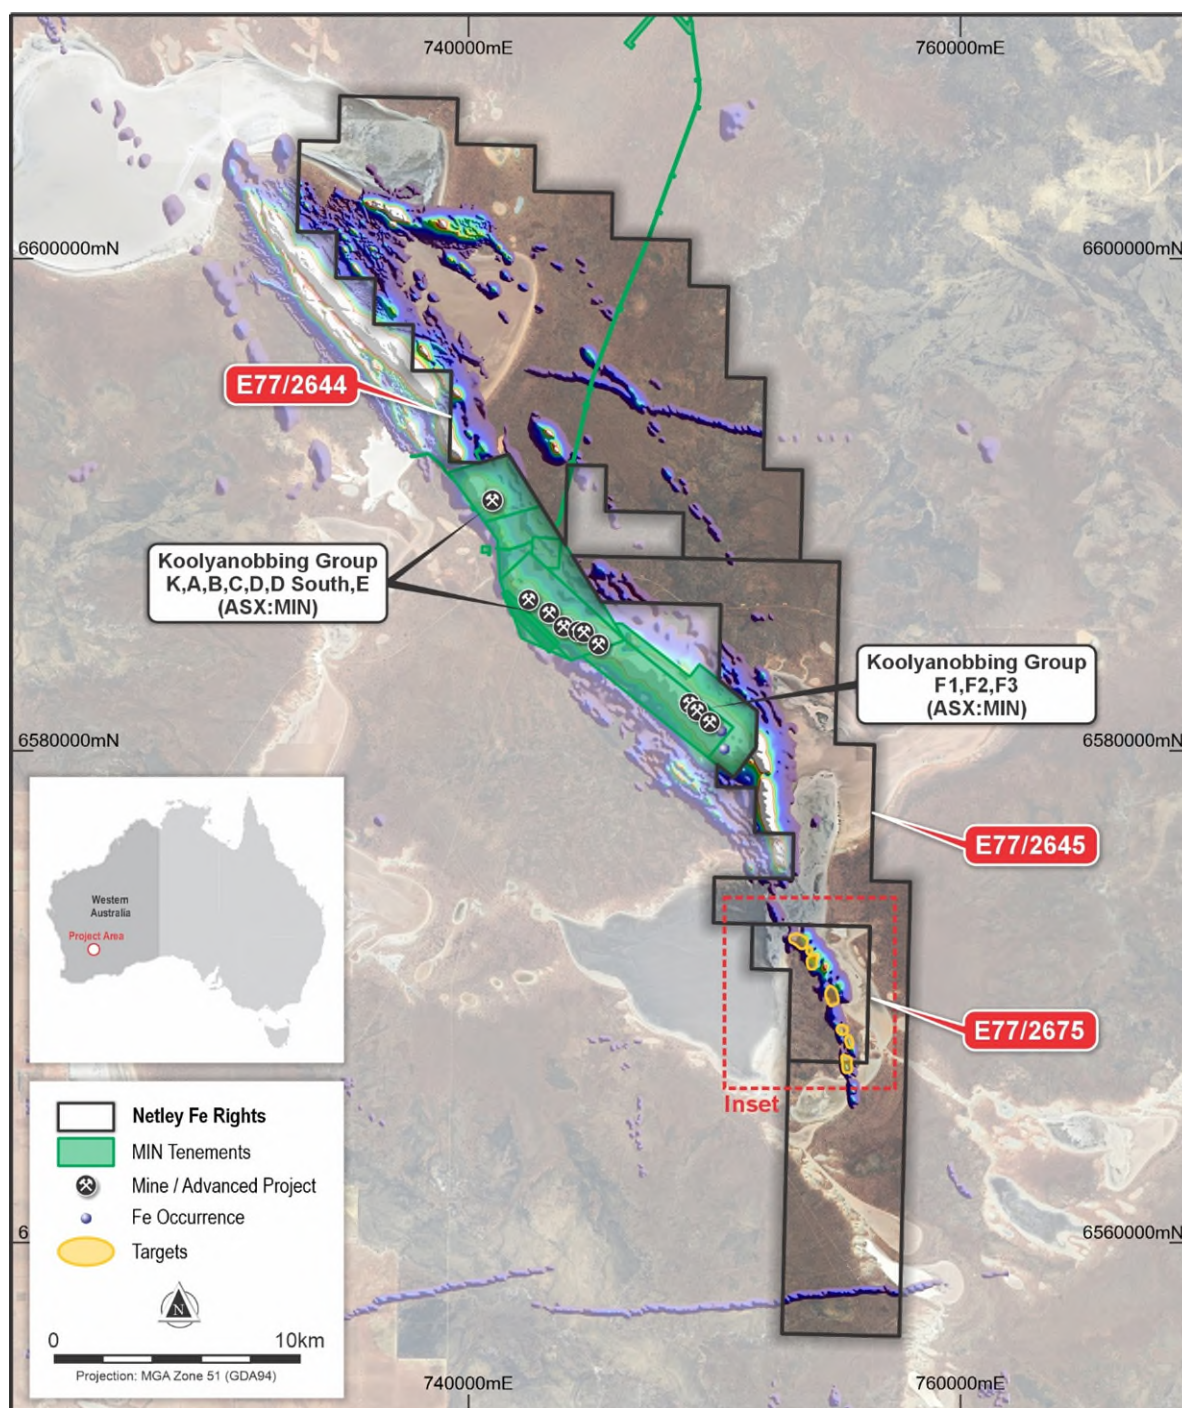 740000mE
760000mE
6600000mN
6600000mN
E77/2644
Koolyanobbing Group
K,A,B,C,D,D South,E
(ASX:MIN)
Koolyanobbing Group
F1,F2,F3
(ASX:MIN)
6580000mN
6580000mN
Western
Australia
Project Area
E77/2645
E77/2675
Inset
Netley Fe Rights
MIN Tenements
Mine / Advanced Project
Fe Occurrence
Targets
6
6560000mN
N
0
10km
Projection: MGA Zone 51 (GDA94)
740000mE
760000mE